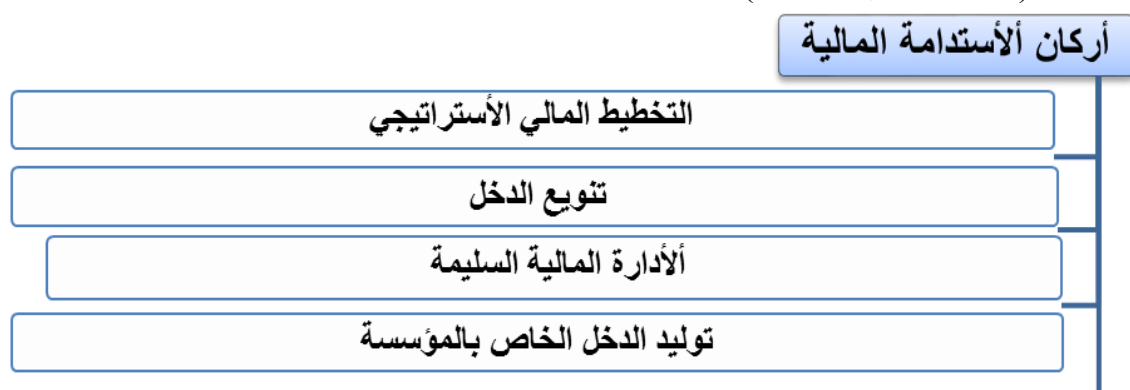 أركان ألأستدامة المالية
التخطيط المالي الأستراتيجي
تنويع الدخل
ألأدارة المالية السليمة
توليد الدخل الخاص بالمؤسسة